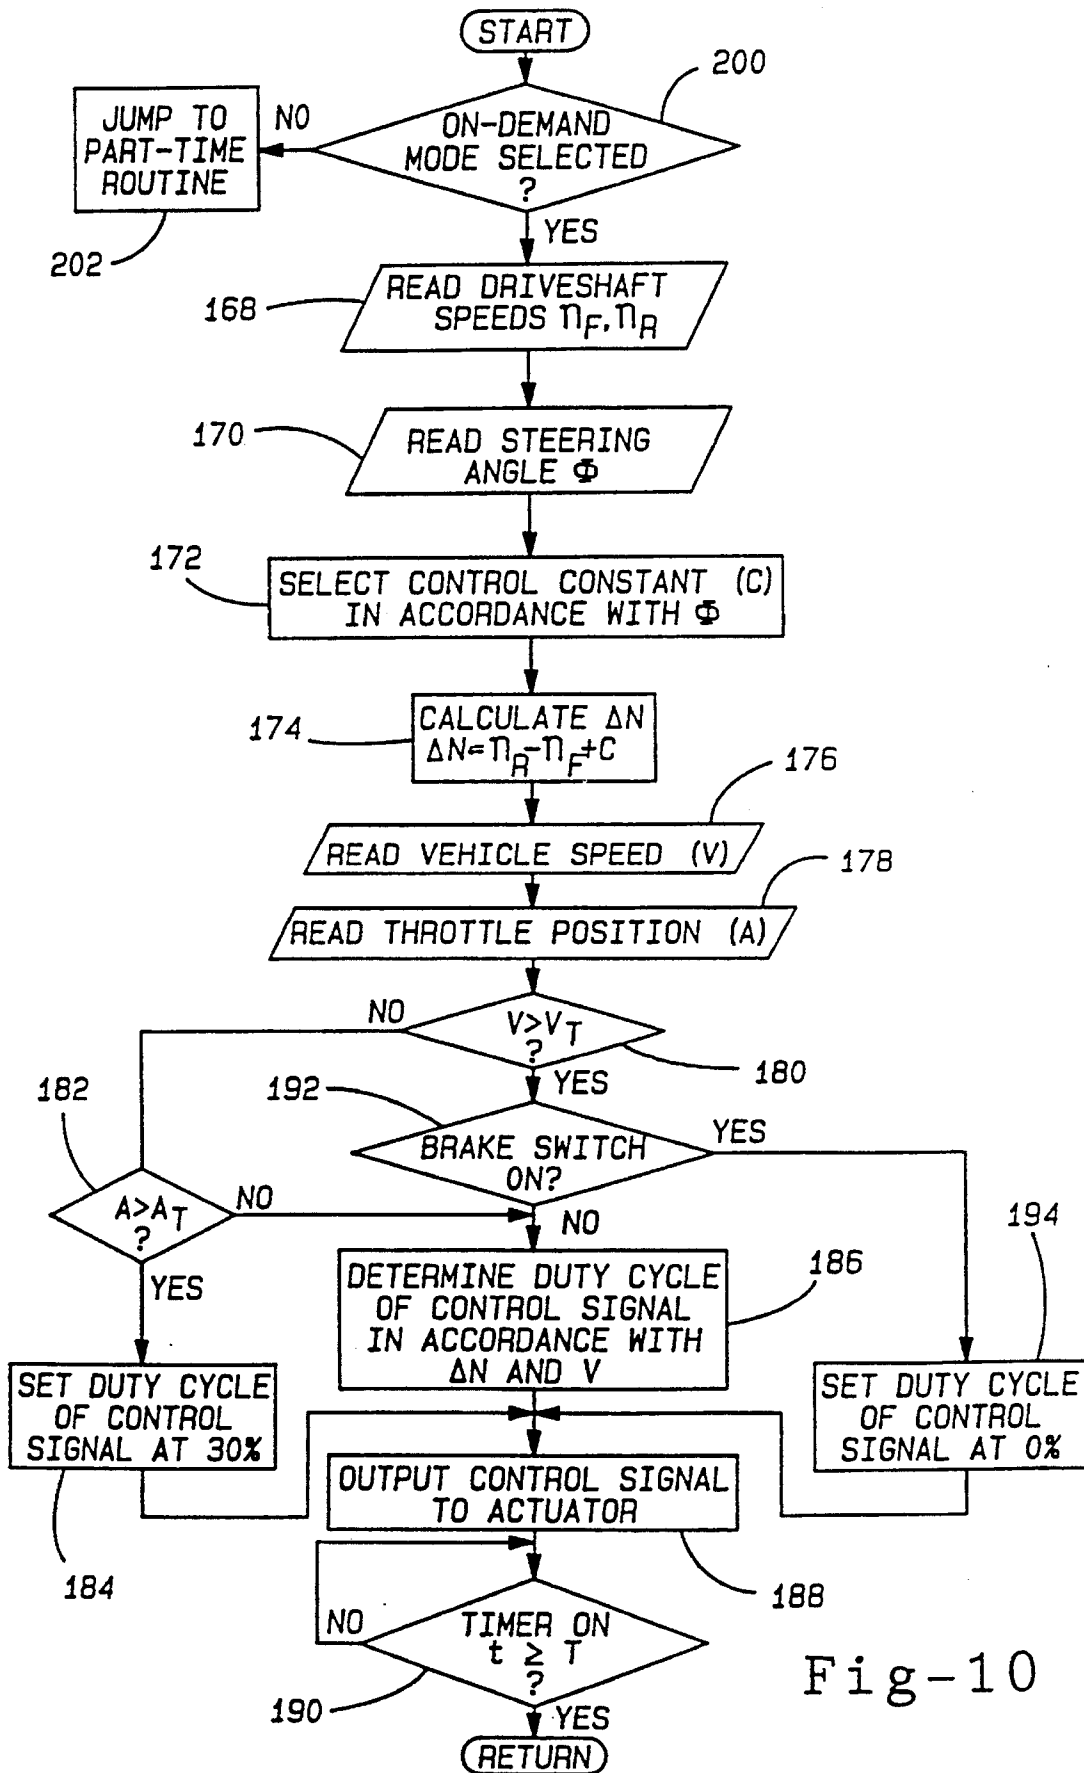 START
200
ON-DEMAND
MODE SELECTED
?
NO
JUMP TO
PART-TIME
ROUTINE
202
YES
READ DRIVESHAFT
SPEEDS ηF, ηR
168
170
READ STEERING
ANGLE Φ
172
SELECT CONTROL CONSTANT (C)
IN ACCORDANCE WITH Φ
174
CALCULATE ΔN
ΔN=ηR-ηF+C
176
READ VEHICLE SPEED (V)
178
READ THROTTLE POSITION (A)
NO
V>VT
?
180
YES
192
182
BRAKE SWITCH
ON?
YES
A>AT
?
NO
NO
194
YES
DETERMINE DUTY CYCLE
OF CONTROL SIGNAL
IN ACCORDANCE WITH
ΔN AND V
186
SET DUTY CYCLE
OF CONTROL
SIGNAL AT 30%
184
SET DUTY CYCLE
OF CONTROL
SIGNAL AT 0%
OUTPUT CONTROL SIGNAL
TO ACTUATOR
188
NO
TIMER ON
t ≥ T
?
190
YES
RETURN
Fig-10